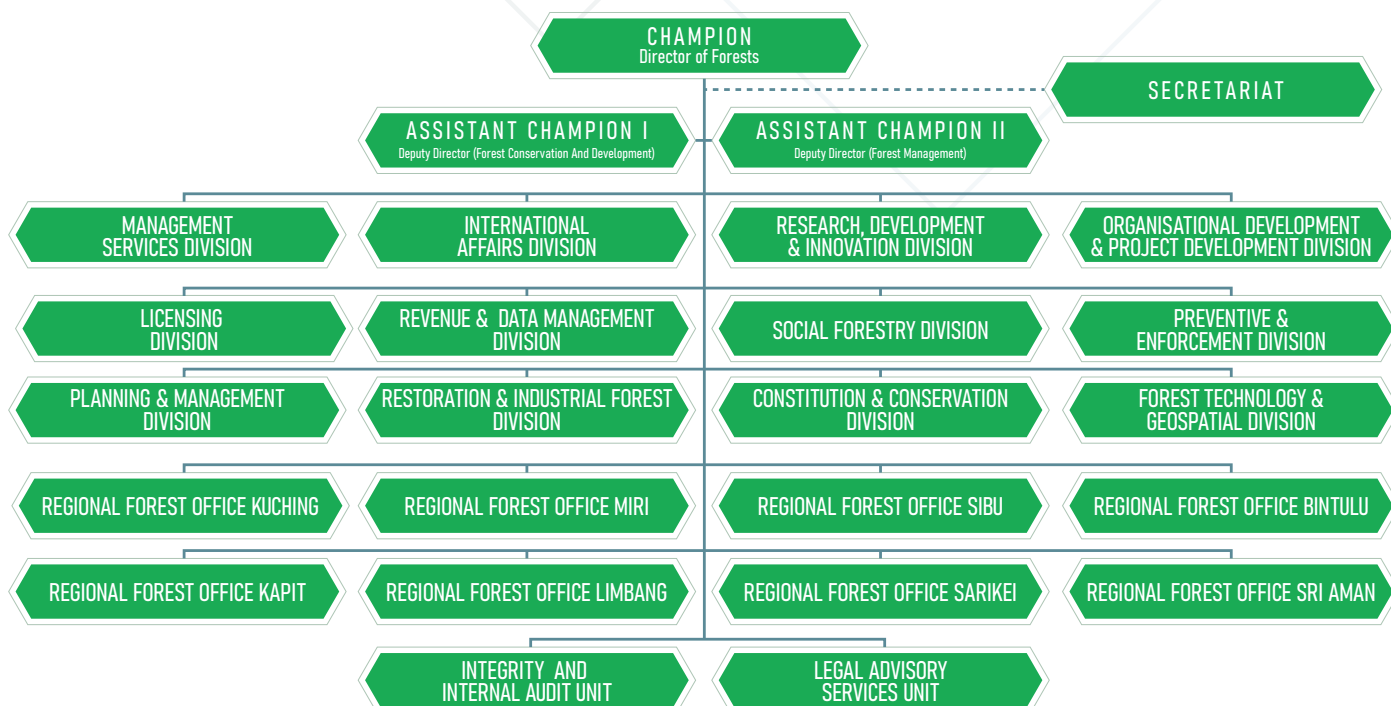 CHAMPION
Director of Forests
SECRETARIAT
ASSISTANT CHAMPION I
Deputy Director (Forest Conservation And Development)
ASSISTANT CHAMPION II
Deputy Director (Forest Management)
MANAGEMENT
SERVICES DIVISION
INTERNATIONAL
AFFAIRS DIVISION
RESEARCH, DEVELOPMENT
& INNOVATION DIVISION
ORGANISATIONAL DEVELOPMENT
& PROJECT DEVELOPMENT DIVISION
LICENSING
DIVISION
REVENUE & DATA MANAGEMENT
DIVISION
SOCIAL FORESTRY DIVISION
PREVENTIVE &
ENFORCEMENT DIVISION
PLANNING & MANAGEMENT
DIVISION
RESTORATION & INDUSTRIAL FOREST
DIVISION
CONSTITUTION & CONSERVATION
DIVISION
FOREST TECHNOLOGY &
GEOSPATIAL DIVISION
REGIONAL FOREST OFFICE KUCHING
REGIONAL FOREST OFFICE MIRI
REGIONAL FOREST OFFICE SIBU
REGIONAL FOREST OFFICE BINTULU
REGIONAL FOREST OFFICE KAPIT
REGIONAL FOREST OFFICE LIMBANG
REGIONAL FOREST OFFICE SARIKEI
REGIONAL FOREST OFFICE SRI AMAN
INTEGRITY AND
INTERNAL AUDIT UNIT
LEGAL ADVISORY
SERVICES UNIT